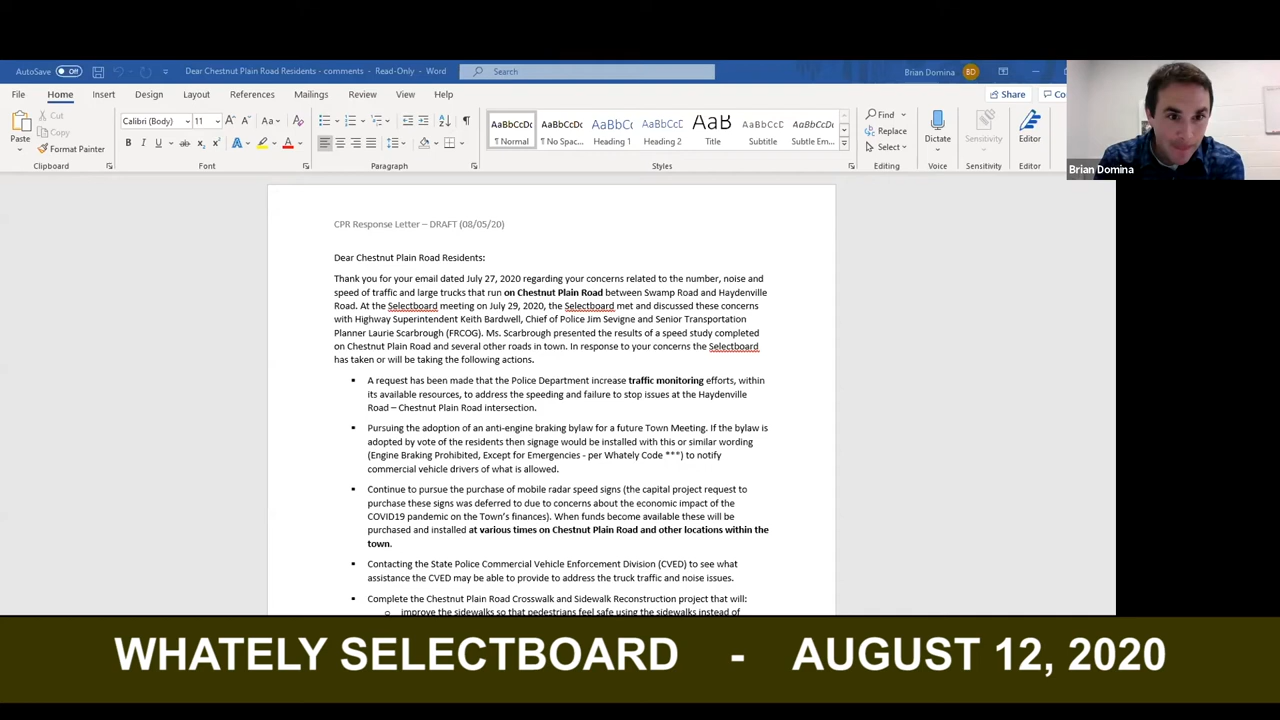 AutoSave Off
Dear Chestnut Plain Road Residents - comments - Read-Only - Word
Search
Brian Domina BD
File Home Insert Design Layout References Mailings Review View Help
Share Co
Paste
Cut
Copy
Format Painter
Clipboard
Calibri (Body) 11
Font
Paragraph
AaBbCcDc AaBbCcDc AaBbCc AaBbCcC AaB AaBbCcD AaBbCcDc
¶ Normal ¶ No Spac... Heading 1 Heading 2 Title Subtitle Subtle Em...
Styles
Find
Replace
Select
Editing
Dictate
Voice
Sensitivity
Sensitivity
Editor
Editor
Brian Domina
CPR Response Letter – DRAFT (08/05/20)
Dear Chestnut Plain Road Residents:
Thank you for your email dated July 27, 2020 regarding your concerns related to the number, noise and
speed of traffic and large trucks that run on Chestnut Plain Road between Swamp Road and Haydenville
Road. At the Selectboard meeting on July 29, 2020, the Selectboard met and discussed these concerns
with Highway Superintendent Keith Bardwell, Chief of Police Jim Sevigne and Senior Transportation
Planner Laurie Scarbrough (FRCOG). Ms. Scarbrough presented the results of a speed study completed
on Chestnut Plain Road and several other roads in town. In response to your concerns the Selectboard
has taken or will be taking the following actions.
▪ A request has been made that the Police Department increase traffic monitoring efforts, within
its available resources, to address the speeding and failure to stop issues at the Haydenville
Road – Chestnut Plain Road intersection.
▪ Pursuing the adoption of an anti-engine braking bylaw for a future Town Meeting. If the bylaw is
adopted by vote of the residents then signage would be installed with this or similar wording
(Engine Braking Prohibited, Except for Emergencies - per Whately Code ***) to notify
commercial vehicle drivers of what is allowed.
▪ Continue to pursue the purchase of mobile radar speed signs (the capital project request to
purchase these signs was deferred to due to concerns about the economic impact of the
COVID19 pandemic on the Town's finances). When funds become available these will be
purchased and installed at various times on Chestnut Plain Road and other locations within the
town.
▪ Contacting the State Police Commercial Vehicle Enforcement Division (CVED) to see what
assistance the CVED may be able to provide to address the truck traffic and noise issues.
▪ Complete the Chestnut Plain Road Crosswalk and Sidewalk Reconstruction project that will:
o improve the sidewalks so that pedestrians feel safe using the sidewalks instead of
WHATELY SELECTBOARD - AUGUST 12, 2020